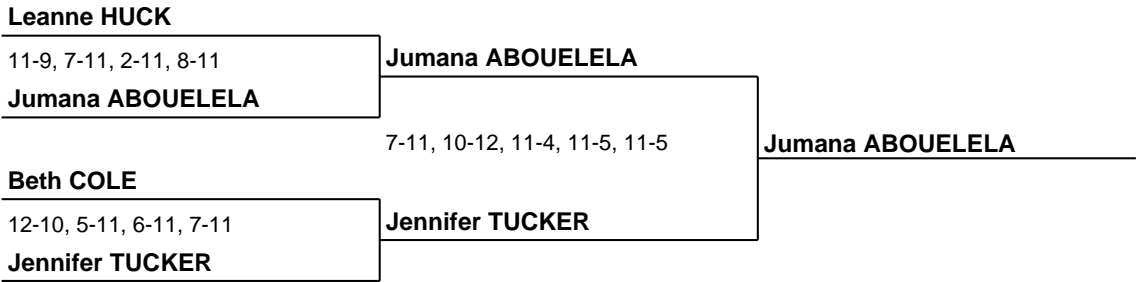 Leanne HUCK
11-9, 7-11, 2-11, 8-11
Jumana ABOUELELA
Jumana ABOUELELA
7-11, 10-12, 11-4, 11-5, 11-5
Jumana ABOUELELA
Beth COLE
12-10, 5-11, 6-11, 7-11
Jennifer TUCKER
Jennifer TUCKER